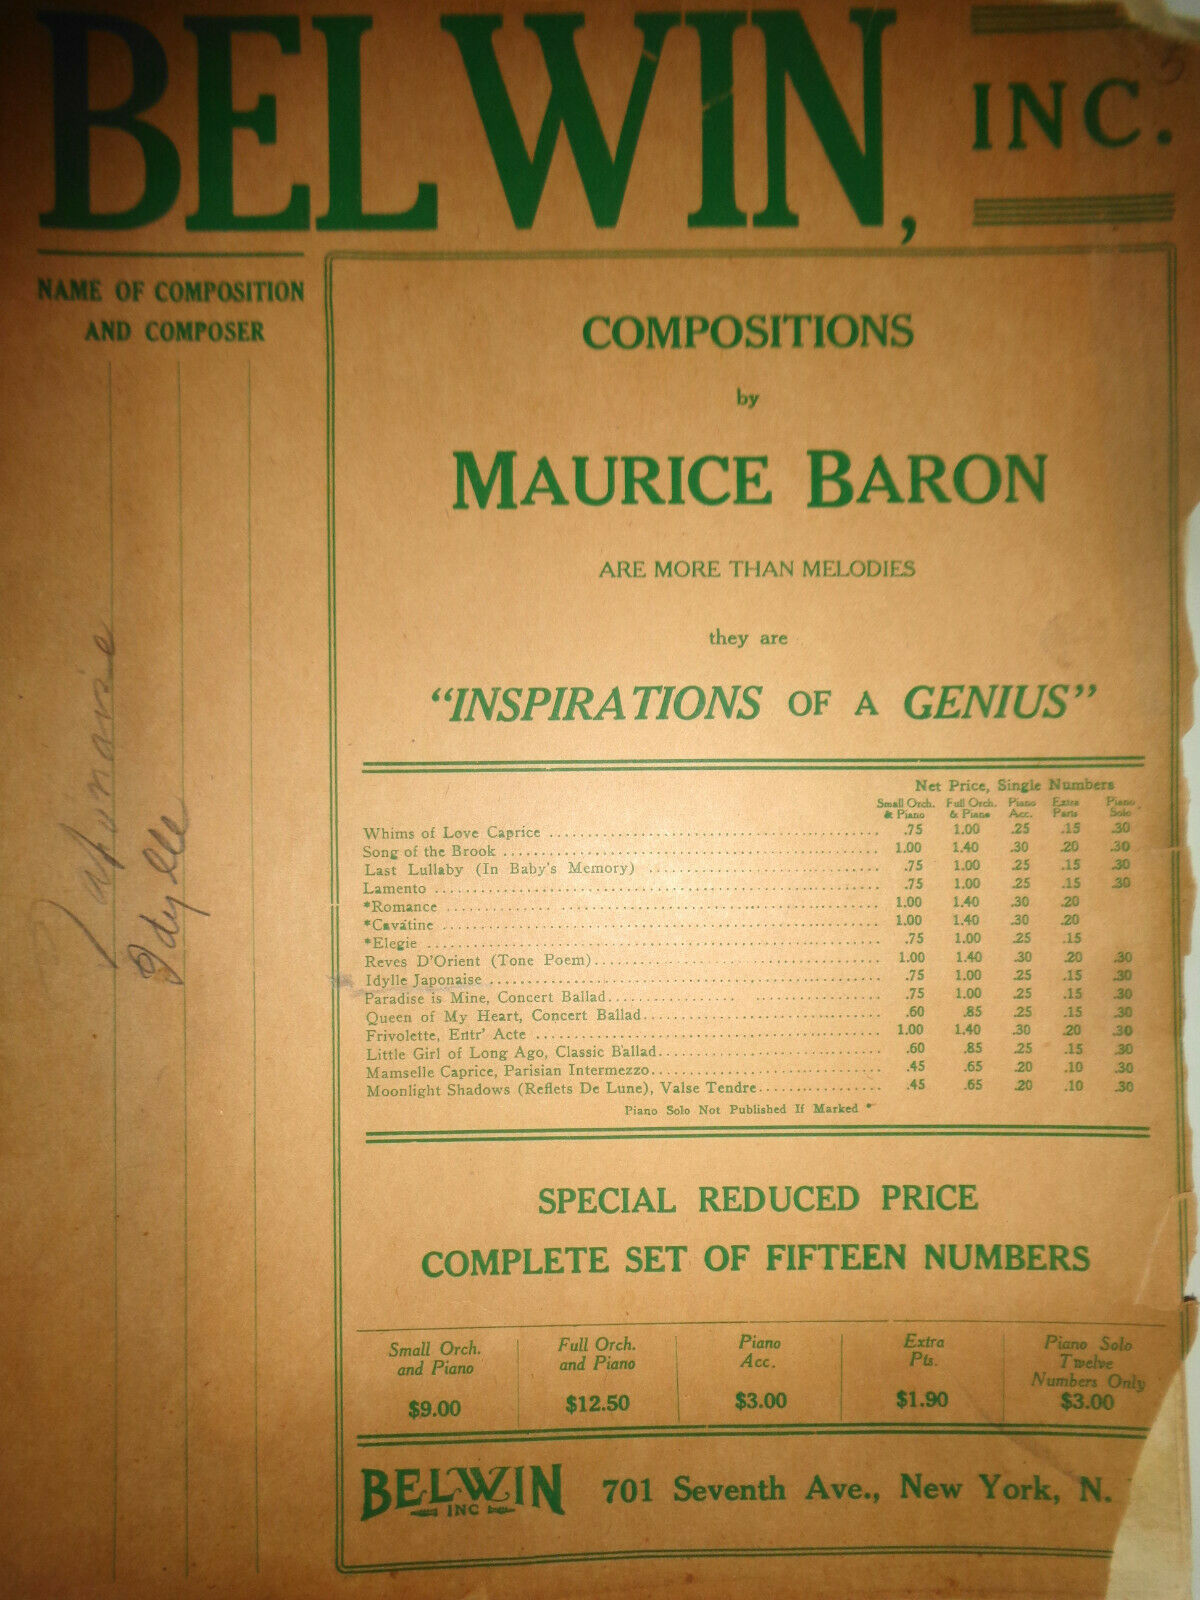 BELWIN, INC.
NAME OF COMPOSITION
AND COMPOSER
Japonaise
Idylle
COMPOSITIONS
by
MAURICE BARON
ARE MORE THAN MELODIES
they are
"INSPIRATIONS OF A GENIUS"
Net Price, Single Numbers
Small Orch. & Piano Full Orch. & Piano Piano Acc. Extra Parts Piano Solo
Whims of Love Caprice .75 1.00 .25 .15 .30
Song of the Brook 1.00 1.40 .30 .20 .30
Last Lullaby (In Baby's Memory) .75 1.00 .25 .15 .30
Lamento .75 1.00 .25 .15 .30
*Romance 1.00 1.40 .30 .20
*Cavatine 1.00 1.40 .30 .20
*Elegie .75 1.00 .25 .15
Reves D'Orient (Tone Poem) 1.00 1.40 .30 .20 .30
Idylle Japonaise .75 1.00 .25 .15 .30
Paradise is Mine, Concert Ballad .75 1.00 .25 .15 .30
Queen of My Heart, Concert Ballad .60 .85 .25 .15 .30
Frivolette, Entr' Acte 1.00 1.40 .30 .20 .30
Little Girl of Long Ago, Classic Ballad .60 .85 .25 .15 .30
Mamselle Caprice, Parisian Intermezzo .45 .65 .20 .10 .30
Moonlight Shadows (Reflets De Lune), Valse Tendre .45 .65 .20 .10 .30
Piano Solo Not Published If Marked *
SPECIAL REDUCED PRICE
COMPLETE SET OF FIFTEEN NUMBERS
Small Orch. and Piano $9.00
Full Orch. and Piano $12.50
Piano Acc. $3.00
Extra Pts. $1.90
Piano Solo Twelve Numbers Only $3.00
BELWIN INC 701 Seventh Ave., New York, N.